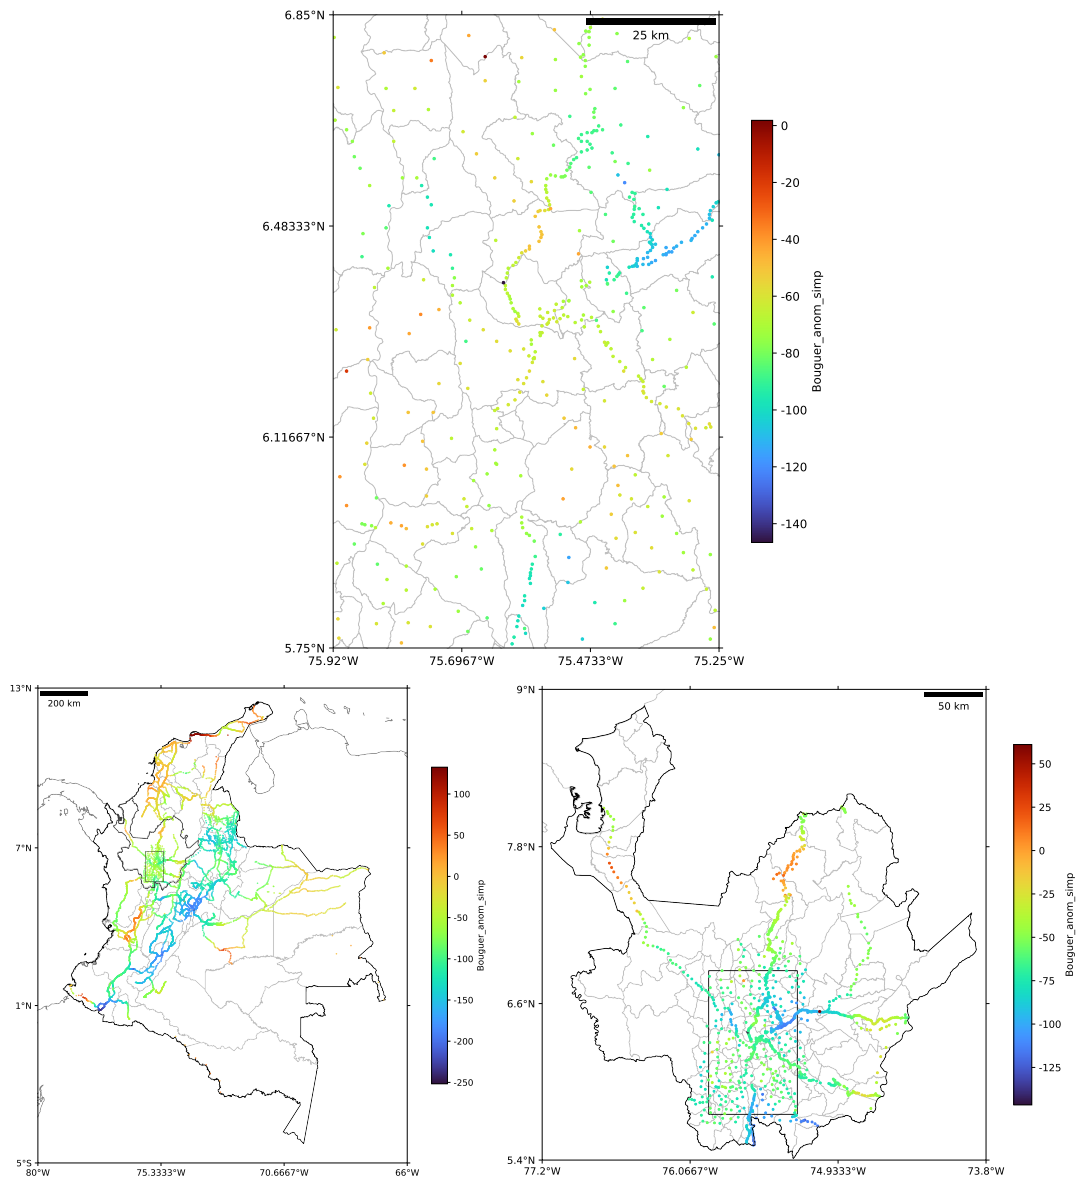 6.85°N
25 km
6.48333°N
6.11667°N
5.75°N
75.92°W
75.6967°W
75.4733°W
75.25°W
0
-20
-40
-60
-80
-100
-120
-140
Bouguer_anom_simp
13°N
200 km
7°N
1°N
5°S
80°W
75.3333°W
70.6667°W
66°W
100
50
0
-50
-100
-150
-200
-250
Bouguer_anom_simp
9°N
50 km
7.8°N
6.6°N
5.4°N
77.2°W
76.0667°W
74.9333°W
73.8°W
50
25
0
-25
-50
-75
-100
-125
Bouguer_anom_simp